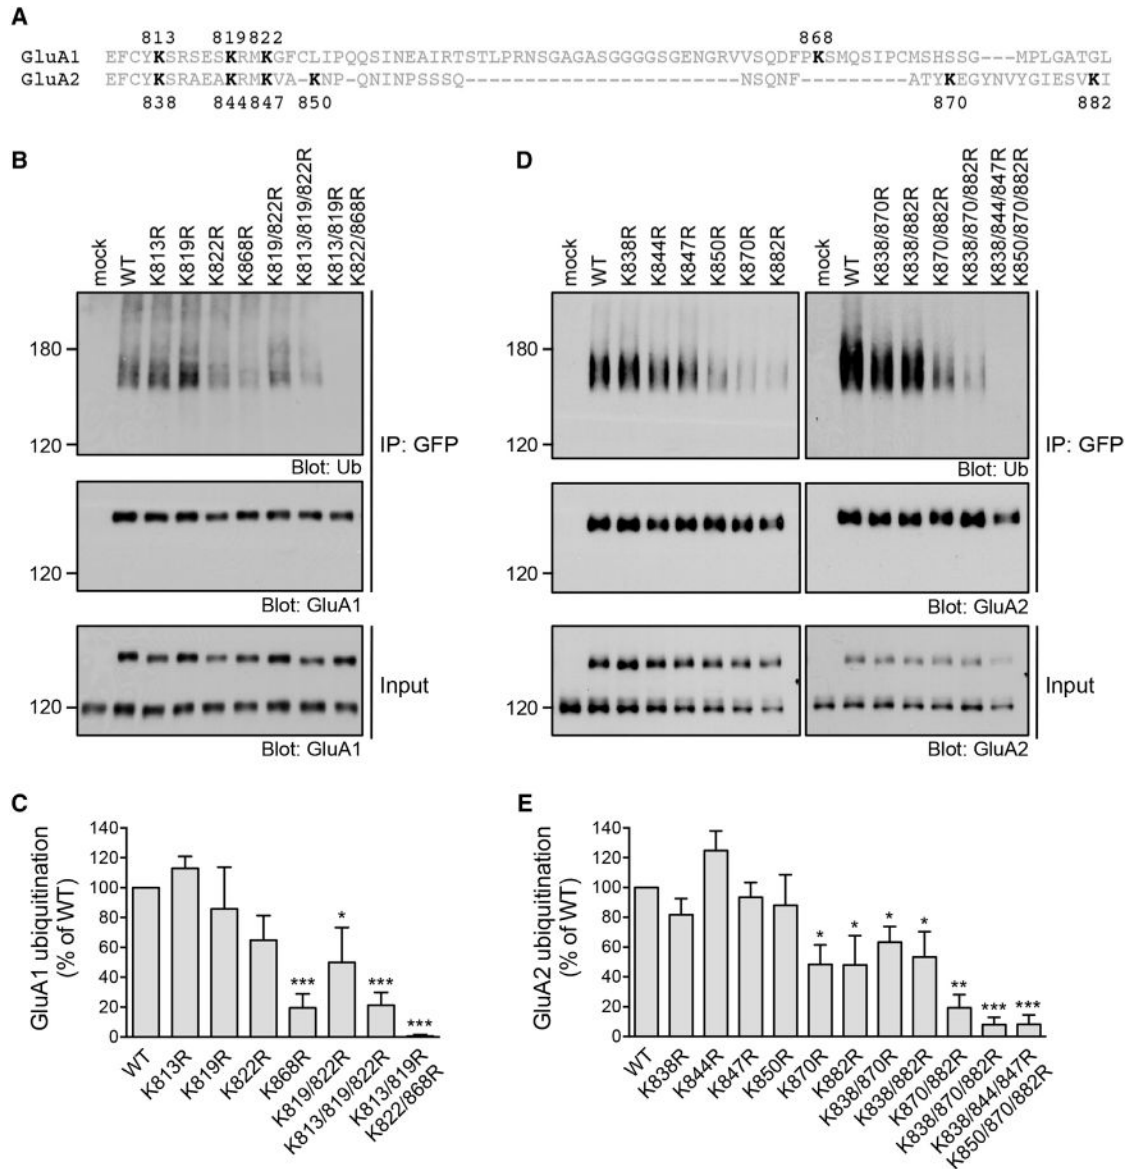 A
813 819 822 868
GluA1 EFCYKSRSESKRMKGFCLIPQQSINEAIRTSTLPRNSGAGASGGGGSGENGRVVSQDFPKSMQSIPCMSHSSG---MPLGATGL
GluA2 EFCYKSRAEAKRMKVA-KNP-QNINPSSSQ----------------------------NSQNF-----------ATYKEGYNVYGIESVKI
838 844 847 850 870 882
B
mock
WT
K813R
K819R
K822R
K868R
K819/822R
K813/819/822R
K813/819R
K822/868R
180
120
Blot: Ub
IP: GFP
120
Blot: GluA1
120
Input
Blot: GluA1
D
mock
WT
K838R
K844R
K847R
K850R
K870R
K882R
mock
WT
K838/870R
K838/882R
K870/882R
K838/870/882R
K838/844/847R
K850/870/882R
180
120
Blot: Ub
IP: GFP
120
Blot: GluA2
120
Input
Blot: GluA2
C
GluA1 ubiquitination
(% of WT)
140
120
100
80
60
40
20
0
***
*
***
***
WT
K813R
K819R
K822R
K868R
K819/822R
K813/819/822R
K813/819R
K822/868R
E
GluA2 ubiquitination
(% of WT)
140
120
100
80
60
40
20
0
*
*
*
*
**
***
***
WT
K838R
K844R
K847R
K850R
K870R
K882R
K838/870R
K838/882R
K870/882R
K838/870/882R
K838/844/847R
K850/870/882R